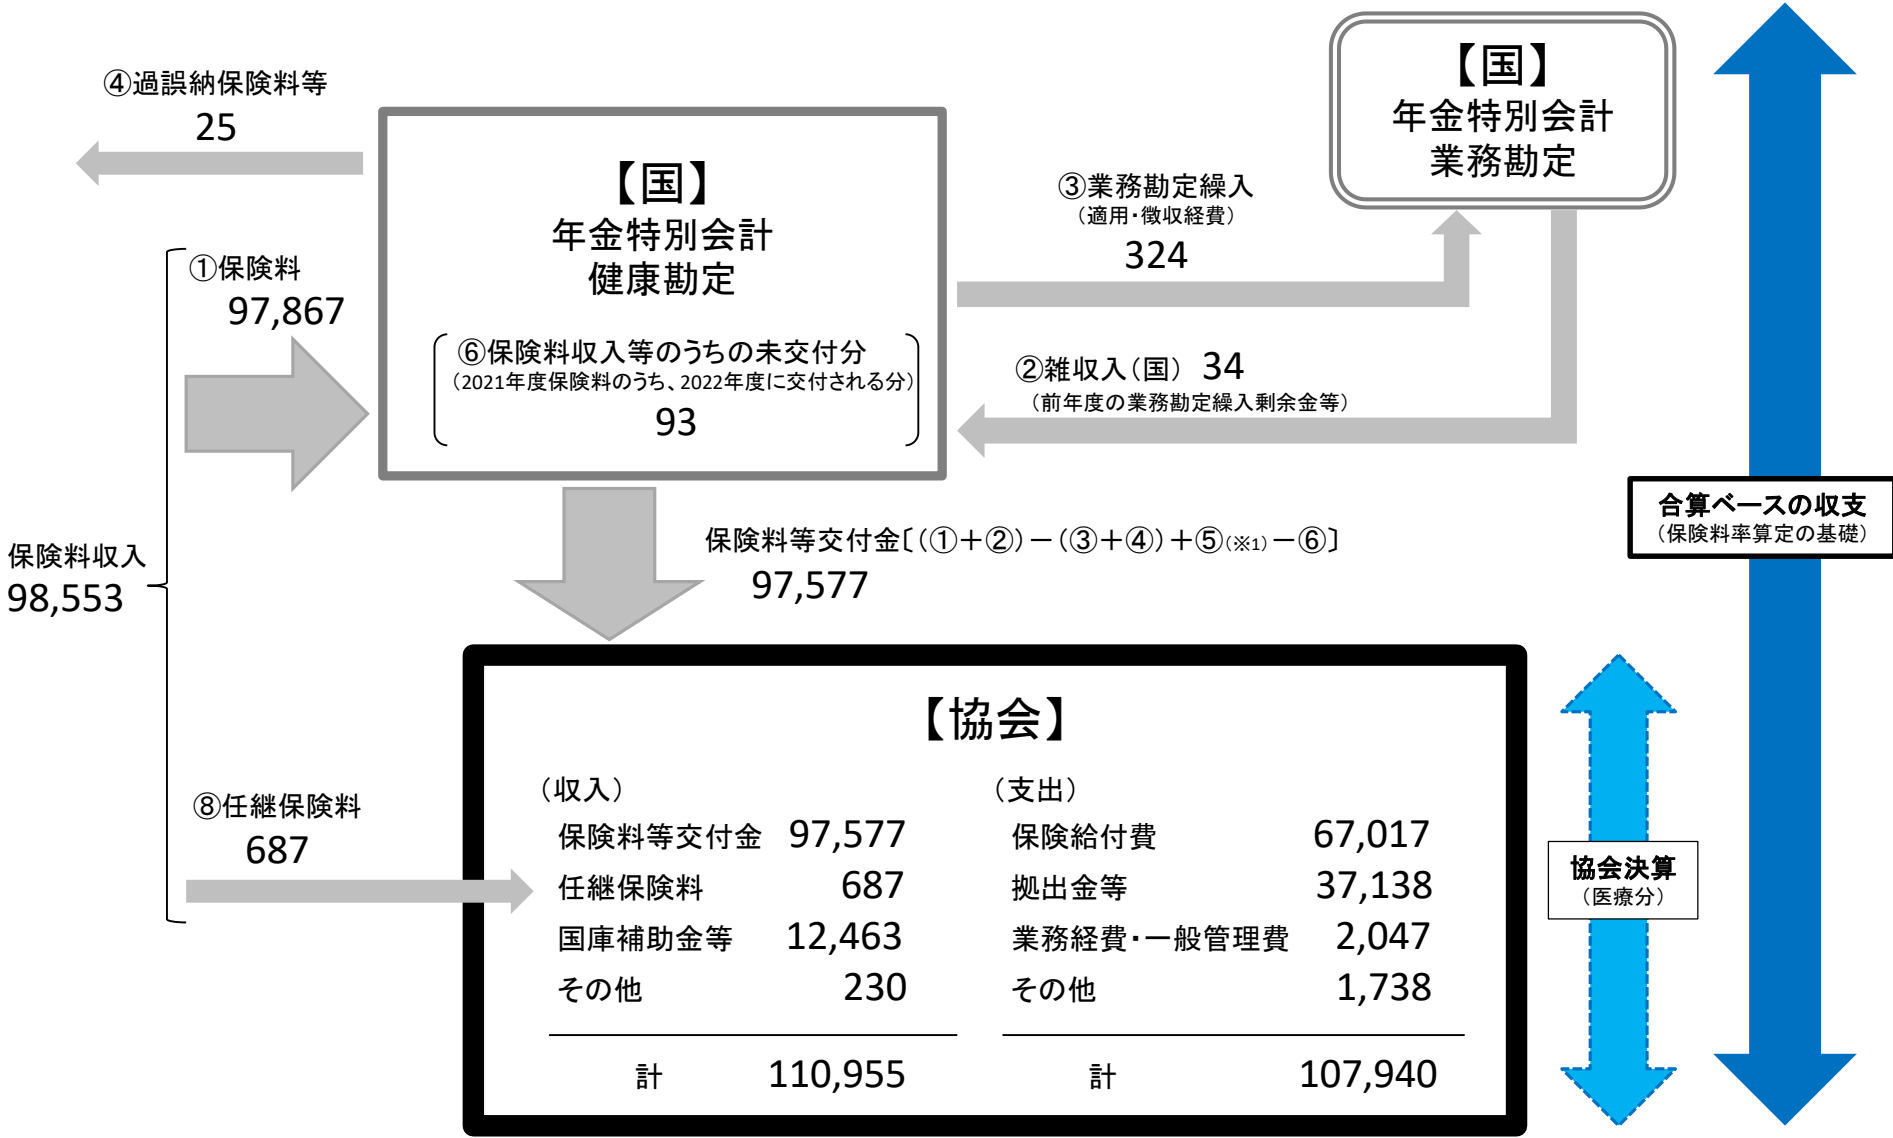 ④過誤納保険料等
25
【国】
年金特別会計
業務勘定
【国】
年金特別会計
健康勘定
⑥保険料収入等のうちの未交付分
（2021年度保険料のうち、2022年度に交付される分）
93
③業務勘定繰入
（適用・徴収経費）
324
①保険料
97,867
②雑収入（国） 34
（前年度の業務勘定繰入剰余金等）
合算ベースの収支
（保険料率算定の基礎）
保険料収入
98,553
保険料等交付金〔（①＋②）－（③＋④）＋⑤（※1）－⑥〕
97,577
【協会】
（収入） （支出）
保険料等交付金 97,577 保険給付費 67,017
任継保険料 687 拠出金等 37,138
国庫補助金等 12,463 業務経費・一般管理費 2,047
その他 230 その他 1,738
計 110,955 計 107,940
⑧任継保険料
687
協会決算
（医療分）